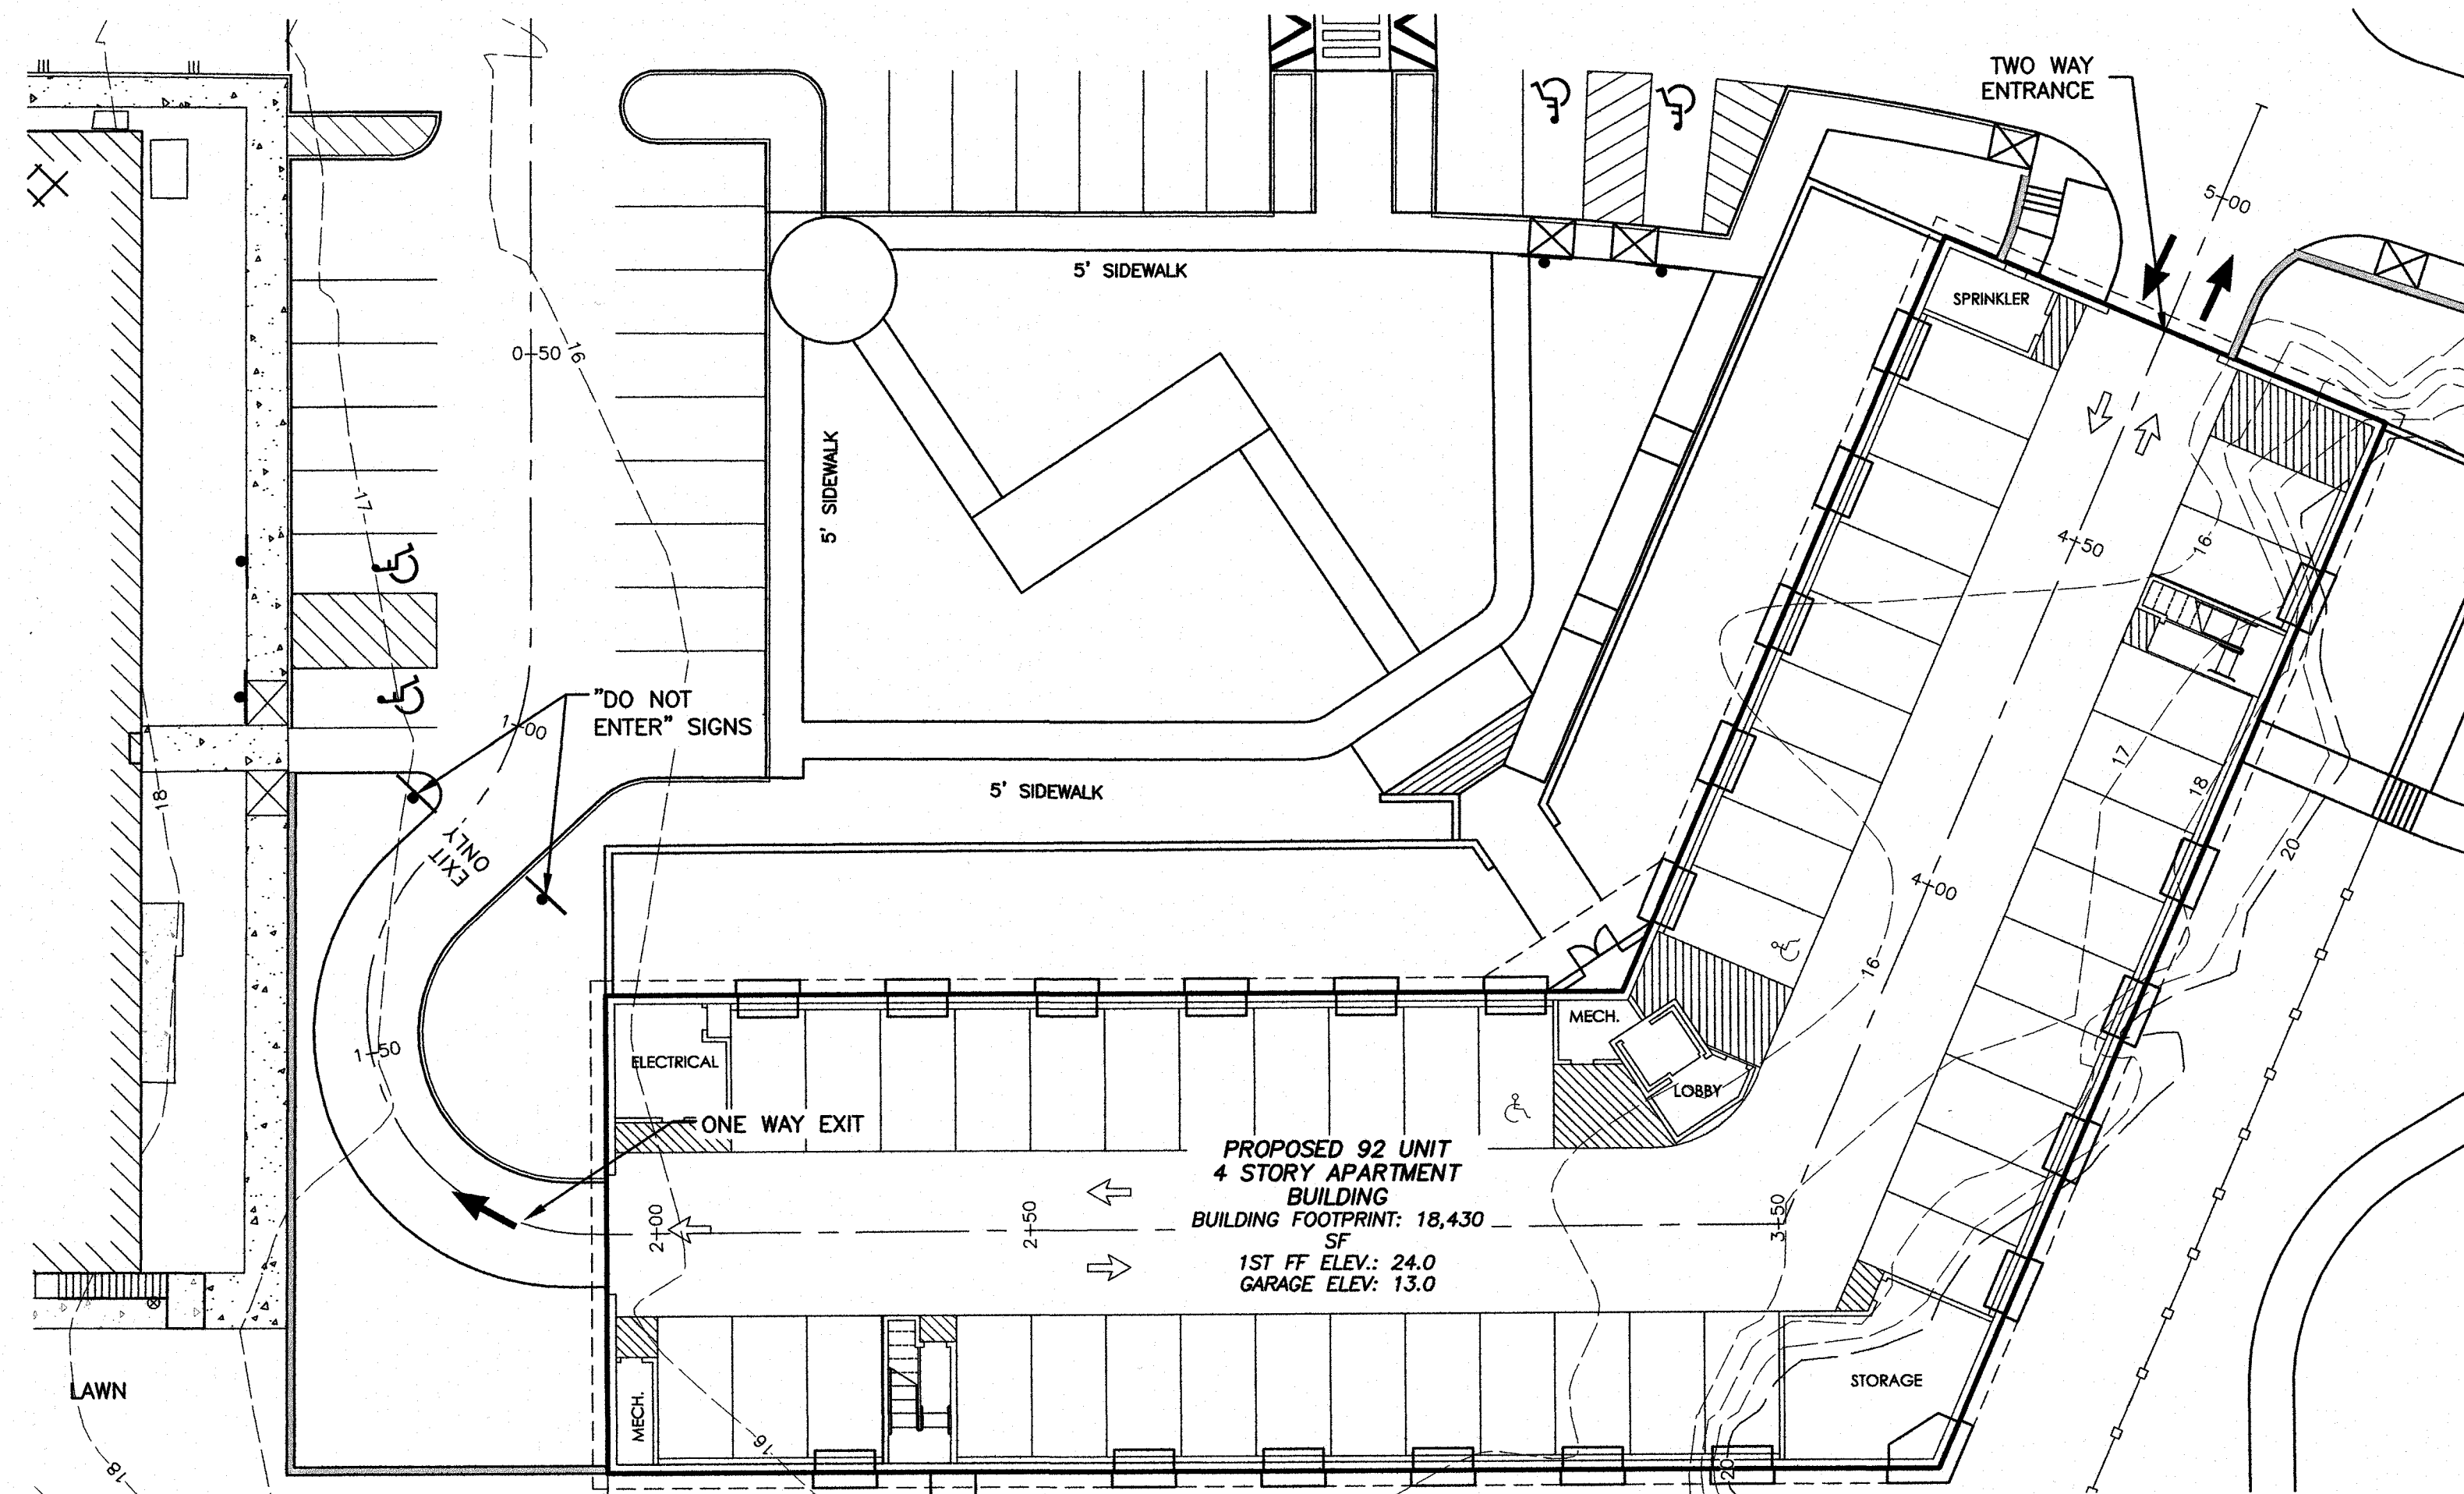 TWO WAY
ENTRANCE
5+00
SPRINKLER
5' SIDEWALK
0+50
16
5' SIDEWALK
17
4+50
16
"DO NOT
ENTER" SIGNS
1+00
18
5' SIDEWALK
EXIT
ONLY
17
18
20
4+00
16
MECH.
ELECTRICAL
LOBBY
1+50
ONE WAY EXIT
PROPOSED 92 UNIT
4 STORY APARTMENT
BUILDING
BUILDING FOOTPRINT: 18,430
SF
1ST FF ELEV.: 24.0
GARAGE ELEV: 13.0
2+00
2+50
3+50
LAWN
MECH.
STORAGE
18
16
20